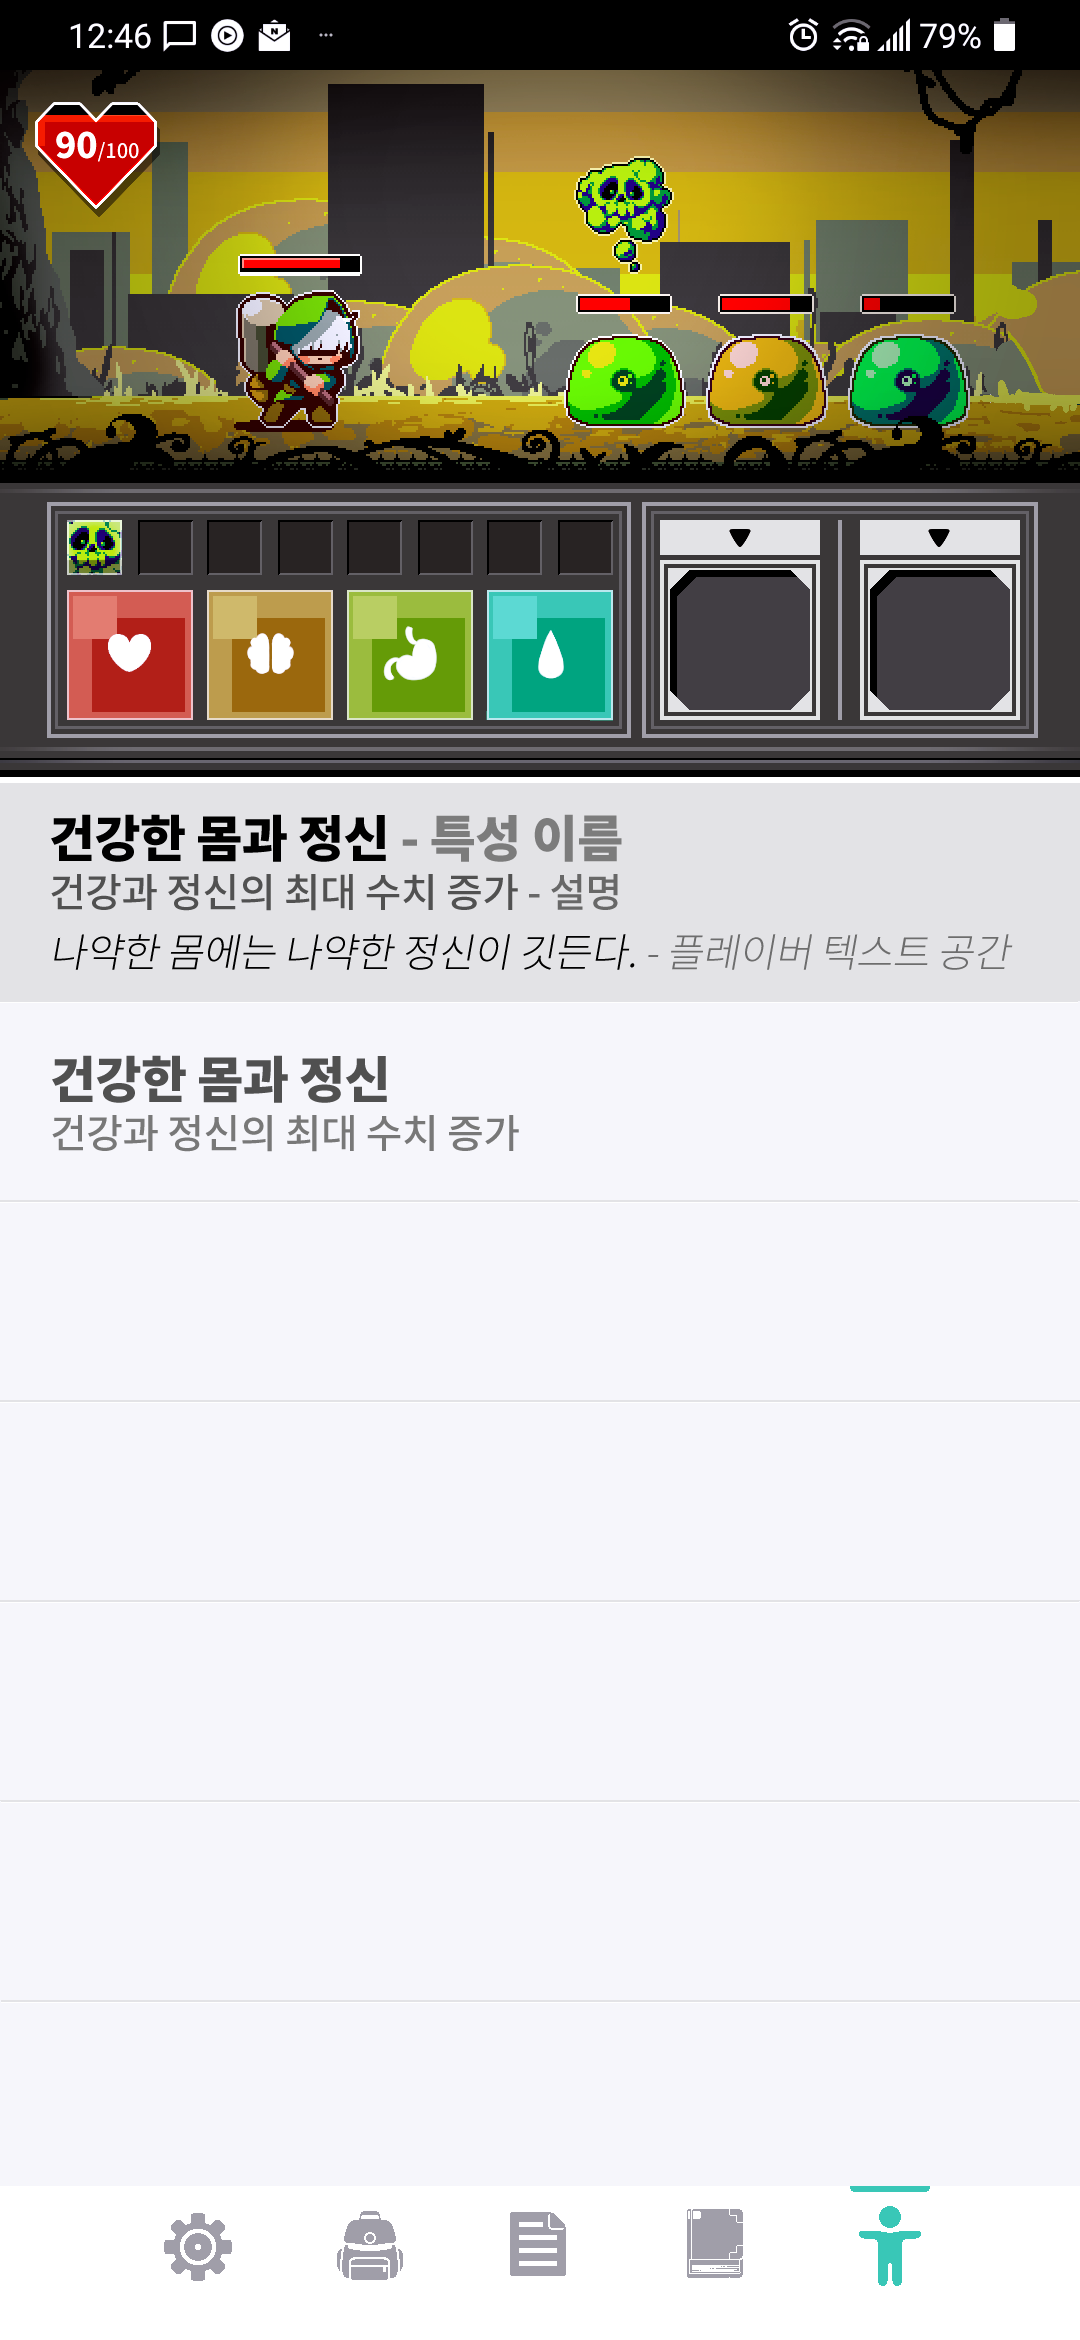 12:46
79%
90/100
건강한 몸과 정신 - 특성 이름
건강과 정신의 최대 수치 증가 - 설명
나약한 몸에는 나약한 정신이 깃든다. - 플레이버 텍스트 공간
건강한 몸과 정신
건강과 정신의 최대 수치 증가